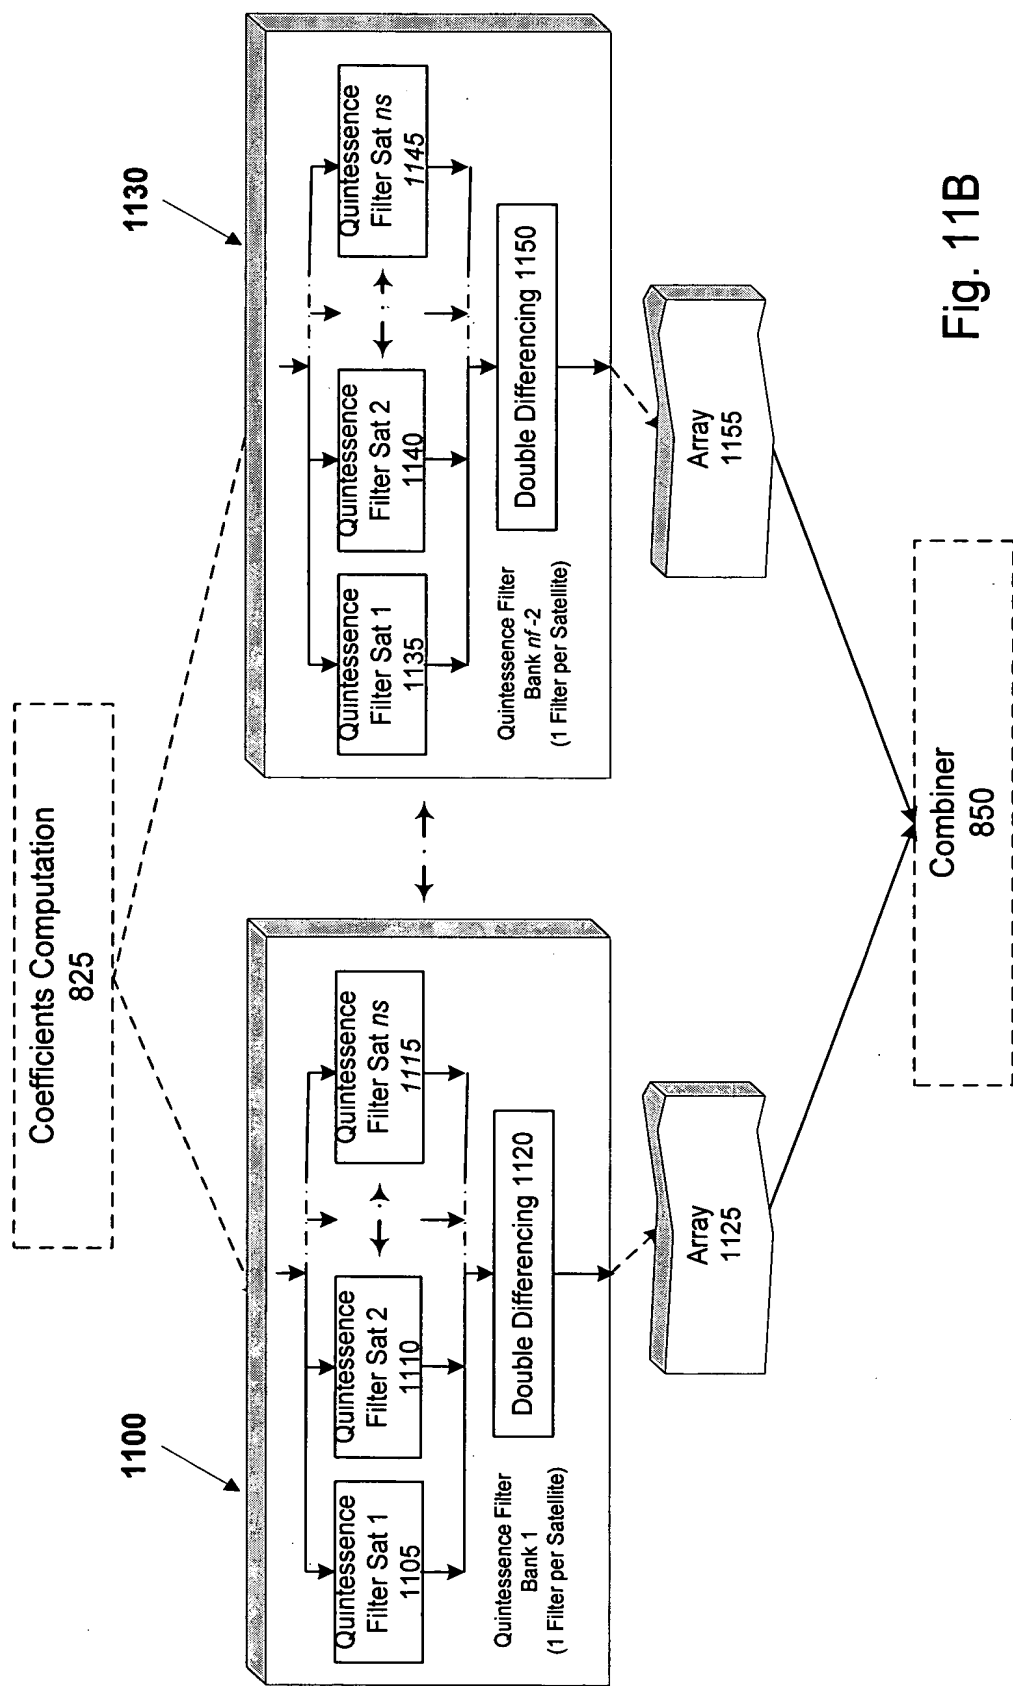 Coefficients Computation
825
1100
Quintessence
Filter Sat 1
1105
Quintessence
Filter Sat 2
1110
Quintessence
Filter Sat ns
1115
Double Differencing 1120
Quintessence Filter
Bank 1
(1 Filter per Satellite)
Array
1125
1130
Quintessence
Filter Sat 1
1135
Quintessence
Filter Sat 2
1140
Quintessence
Filter Sat ns
1145
Double Differencing 1150
Quintessence Filter
Bank nf -2
(1 Filter per Satellite)
Array
1155
Combiner
850
Fig. 11B